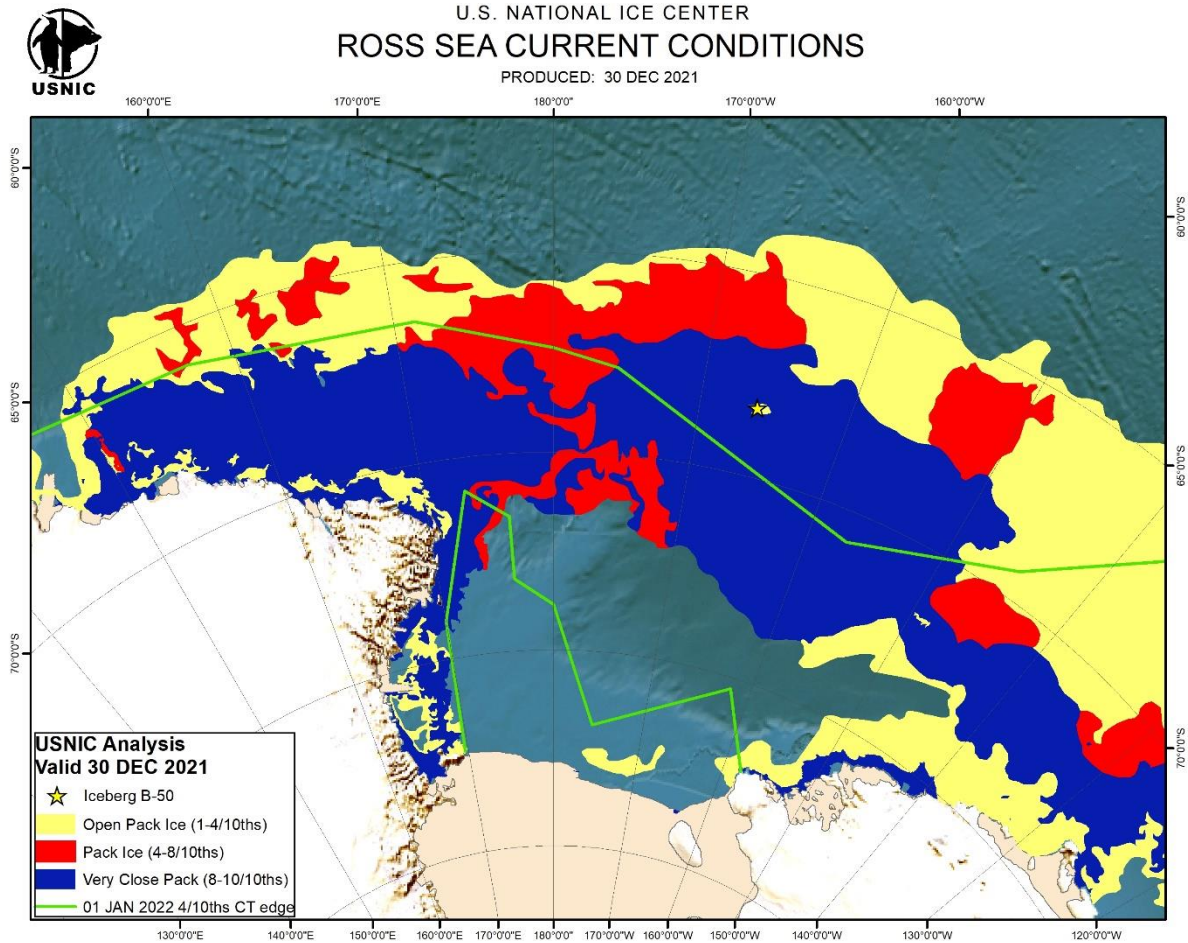 U.S. NATIONAL ICE CENTER
ROSS SEA CURRENT CONDITIONS
PRODUCED: 30 DEC 2021
USNIC
160°0'0"E 170°0'0"E 180°0'0" 170°0'0"W 160°0'0"W
60°0'0"S
60°0'0"S
65°0'0"S
65°0'0"S
70°0'0"S
70°0'0"S
USNIC Analysis
Valid 30 DEC 2021
Iceberg B-50
Open Pack Ice (1-4/10ths)
Pack Ice (4-8/10ths)
Very Close Pack (8-10/10ths)
01 JAN 2022 4/10ths CT edge
130°0'0"E 140°0'0"E 150°0'0"E 160°0'0"E 170°0'0"E 180°0'0" 170°0'0"W 160°0'0"W 150°0'0"W 140°0'0"W 130°0'0"W 120°0'0"W